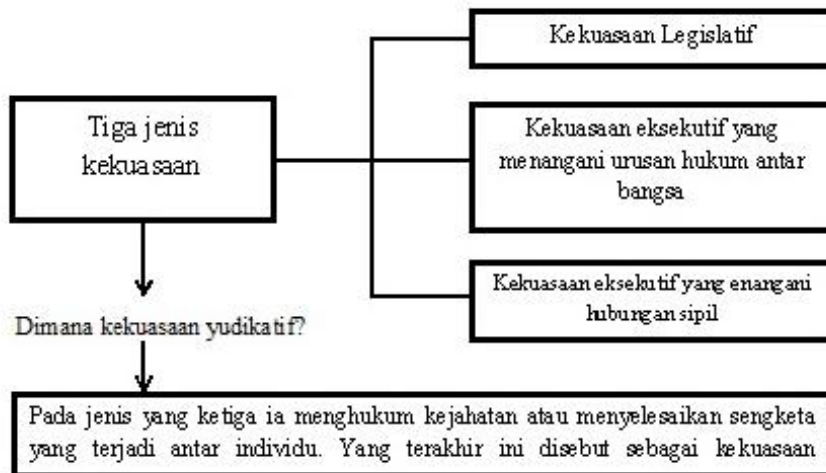 Kekuasaan Legislatif
Tiga jenis
kekuasaan
Kekuasaan eksekutif yang
menangani urusan hukum antar
bangsa
Kekuasaan eksekutif yang enangani
hubungan sipil
Dimana kekuasaan yudikatif?
Pada jenis yang ketiga ia menghukum kejahatan atau menyelesaikan sengketa
yang terjadi antar individu. Yang terakhir ini disebut sebagai kekuasaan